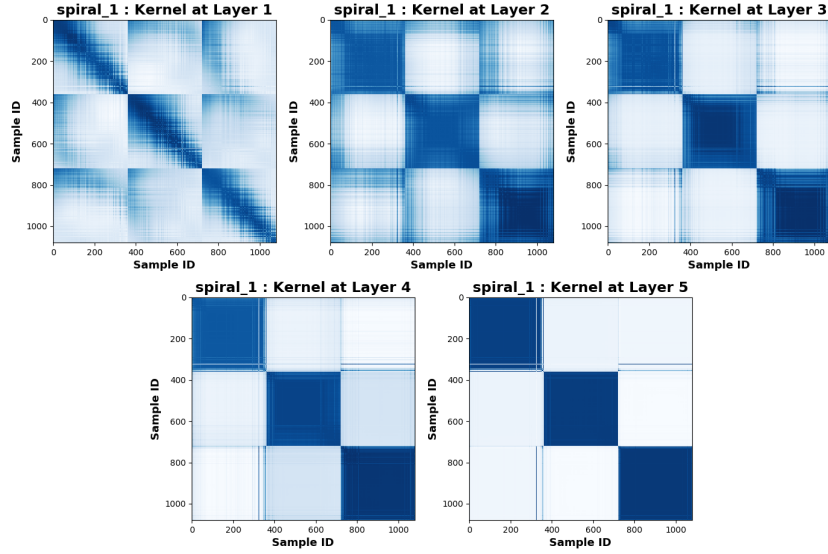 spiral_1 : Kernel at Layer 1
0
200
400
600
800
1000
Sample ID
0 200 400 600 800 1000
Sample ID
spiral_1 : Kernel at Layer 2
0
200
400
600
800
1000
Sample ID
0 200 400 600 800 1000
Sample ID
spiral_1 : Kernel at Layer 3
0
200
400
600
800
1000
Sample ID
0 200 400 600 800 1000
Sample ID
spiral_1 : Kernel at Layer 4
0
200
400
600
800
1000
Sample ID
0 200 400 600 800 1000
Sample ID
spiral_1 : Kernel at Layer 5
0
200
400
600
800
1000
Sample ID
0 200 400 600 800 1000
Sample ID